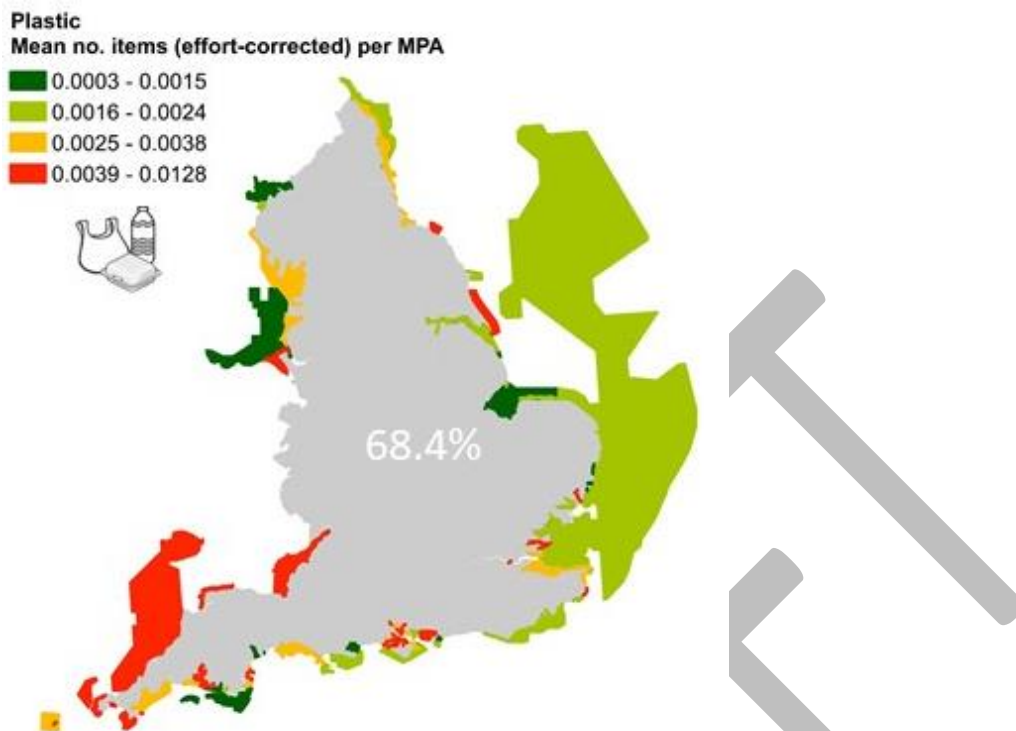 Plastic
Mean no. items (effort-corrected) per MPA
0.0003 - 0.0015
0.0016 - 0.0024
0.0025 - 0.0038
0.0039 - 0.0128
68.4%